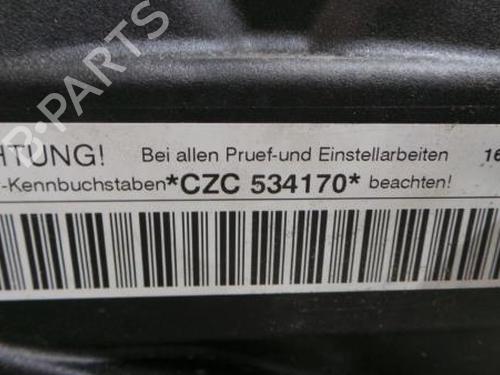 HTUNG! Bei allen Pruef-und Einstellarbeiten 16
-Kennbuchstaben*CZC 534170* beachten!
B-PARTS